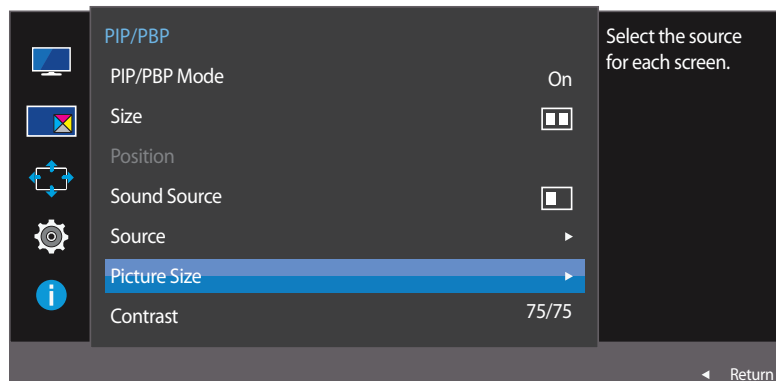 PIP/PBP
PIP/PBP Mode On
Size
Position
Sound Source
Source
Picture Size
Contrast 75/75
Select the source
for each screen.
Return